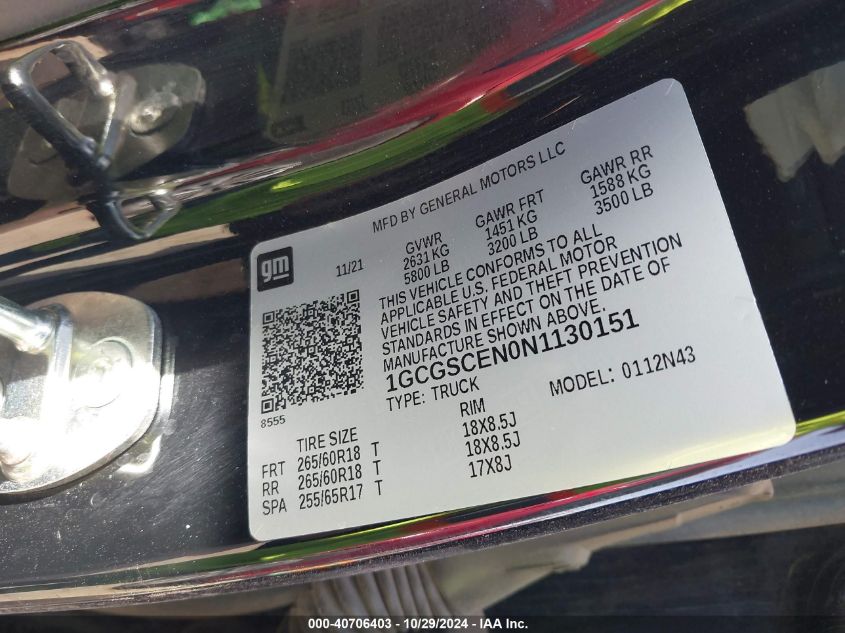 MFD BY GENERAL MOTORS LLC
gm
11/21
GVWR GAWR FRT GAWR RR
2631 KG 1451 KG 1588 KG
5800 LB 3200 LB 3500 LB
THIS VEHICLE CONFORMS TO ALL
APPLICABLE U.S. FEDERAL MOTOR
VEHICLE SAFETY AND THEFT PREVENTION
STANDARDS IN EFFECT ON THE DATE OF
MANUFACTURE SHOWN ABOVE.
1GCGSCEN0N1130151
8555
TYPE: TRUCK MODEL: 0112N43
TIRE SIZE RIM
FRT 265/60R18 T 18X8.5J
RR 265/60R18 T 18X8.5J
SPA 255/65R17 T 17X8J
000-40706403 - 10/29/2024 - IAA Inc.